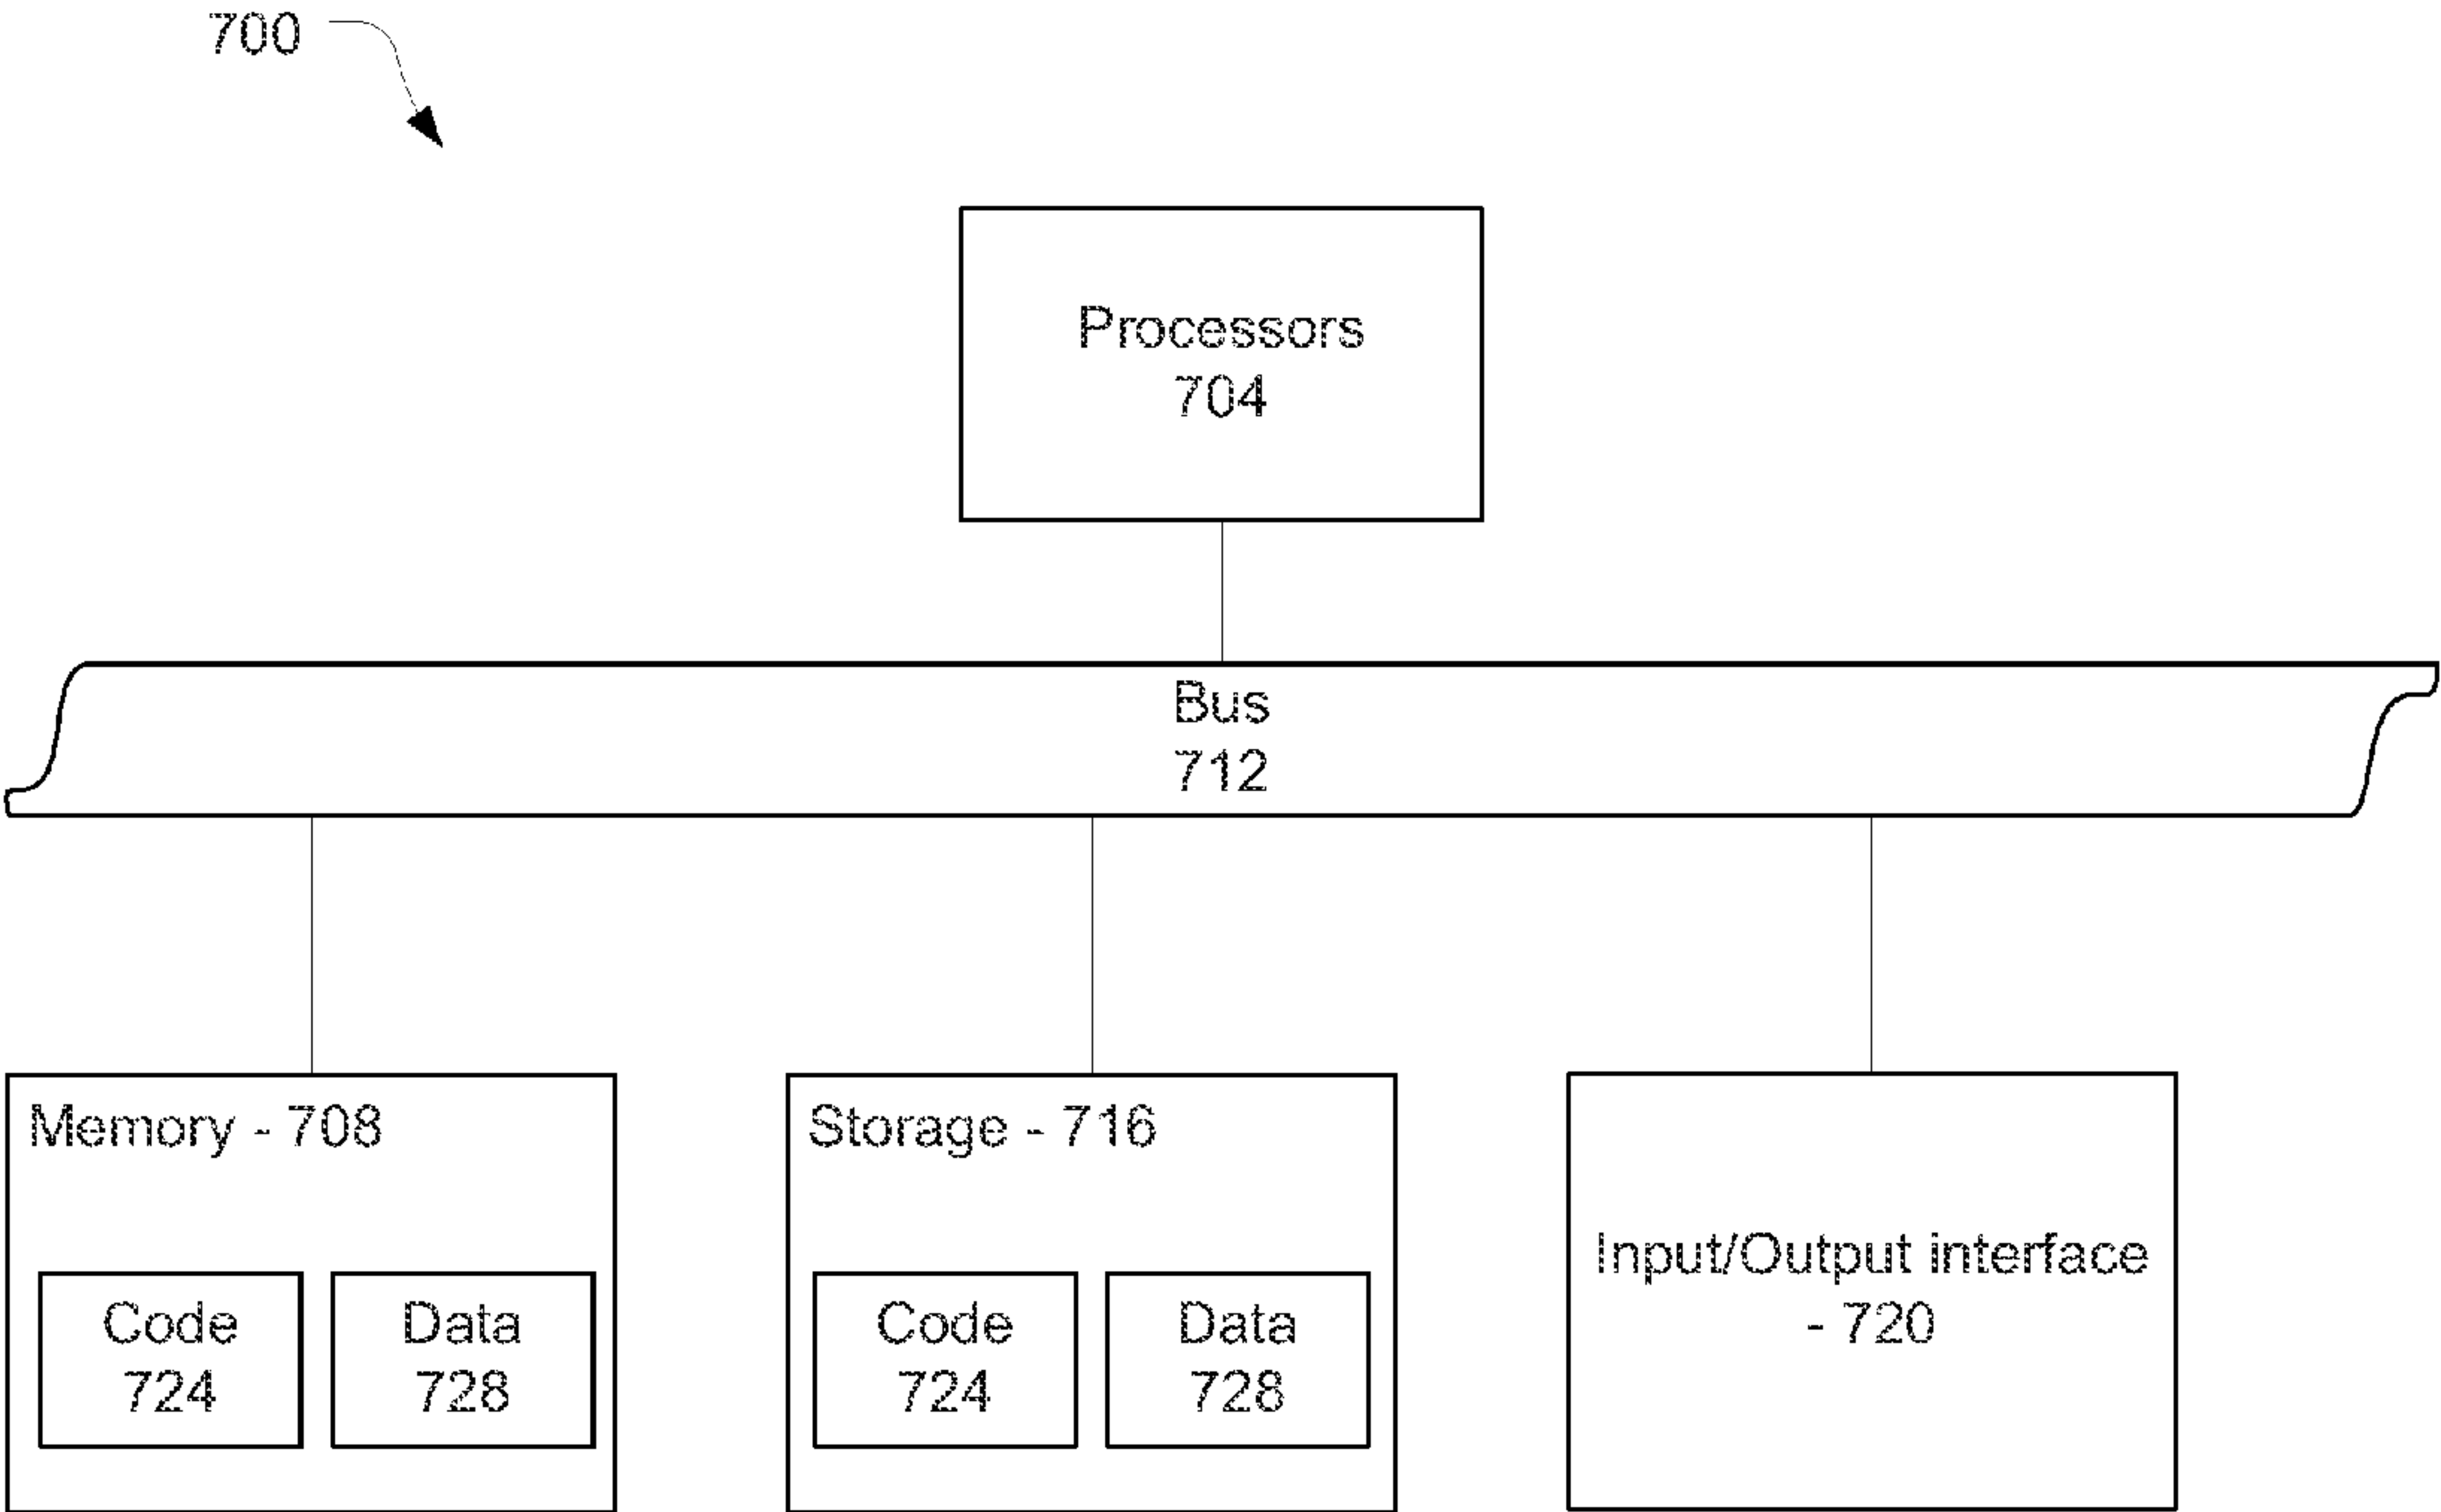 700
Processors
704
Bus
712
Memory - 708
Code
724
Data
728
Storage - 716
Code
724
Data
728
Input/Output interface
- 720